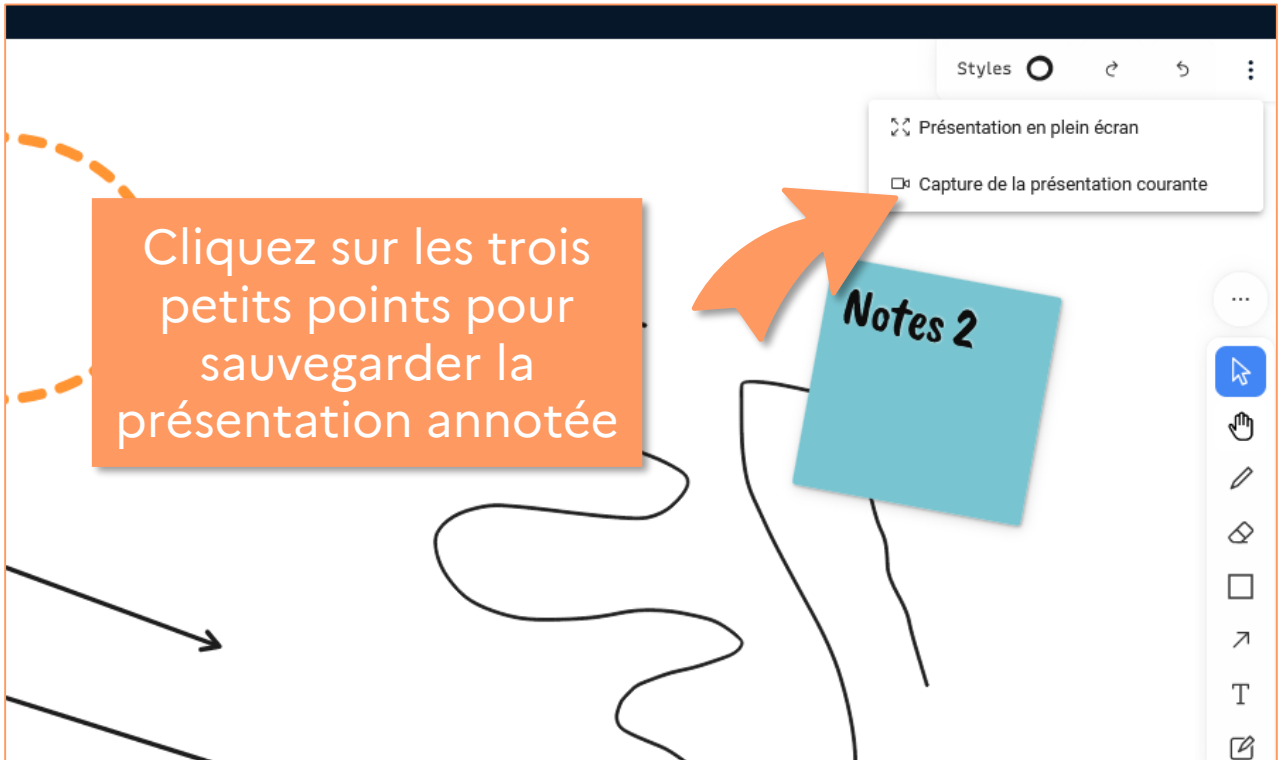 Styles
Présentation en plein écran
Capture de la présentation courante
Cliquez sur les trois
petits points pour
sauvegarder la
présentation annotée
Notes 2
T